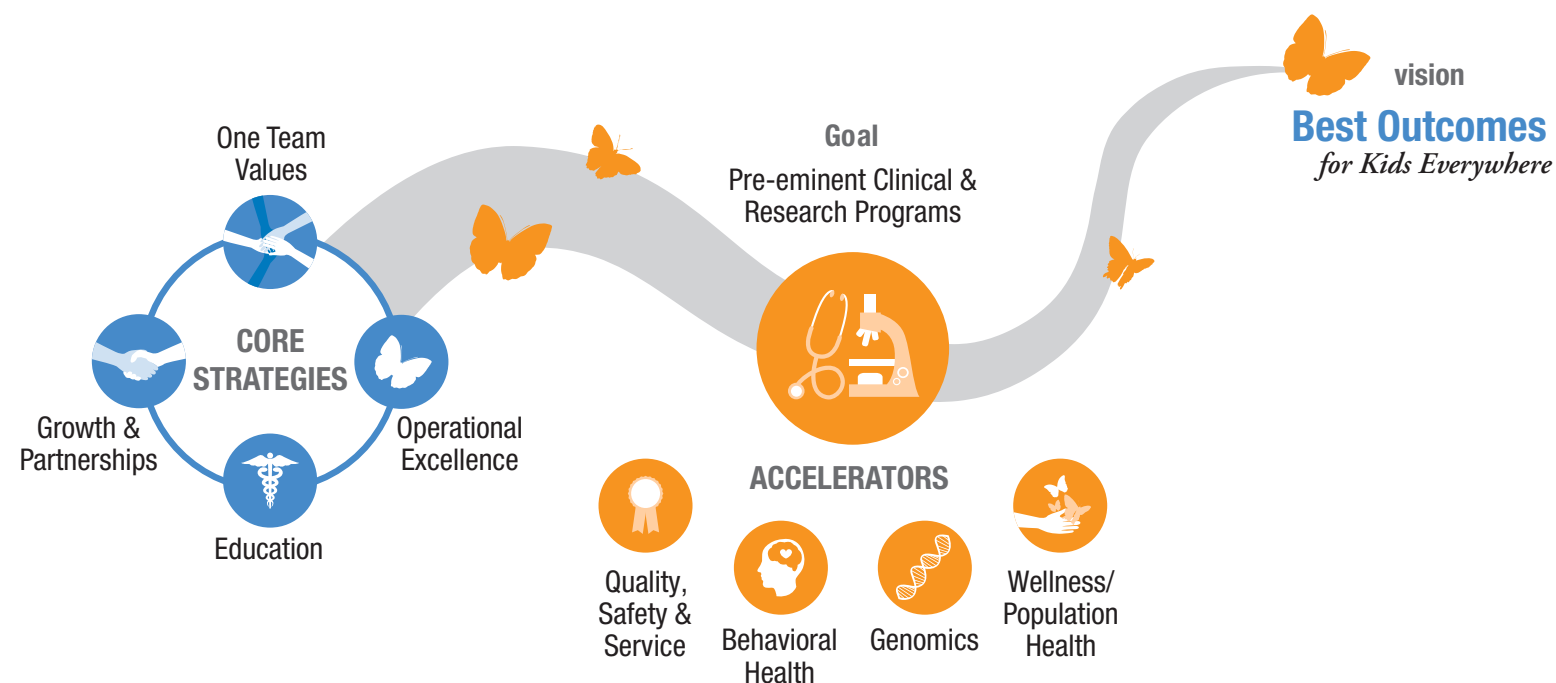 One Team
Values
CORE
STRATEGIES
Growth &
Partnerships
Operational
Excellence
Education
Goal
Pre-eminent Clinical &
Research Programs
ACCELERATORS
Quality,
Safety &
Service
Behavioral
Health
Genomics
Wellness/
Population
Health
vision
Best Outcomes
for Kids Everywhere